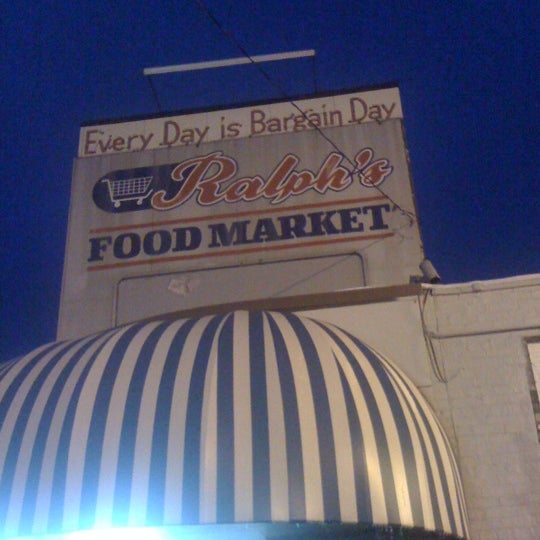 Every Day is Bargain Day
Ralph's
FOOD MARKET